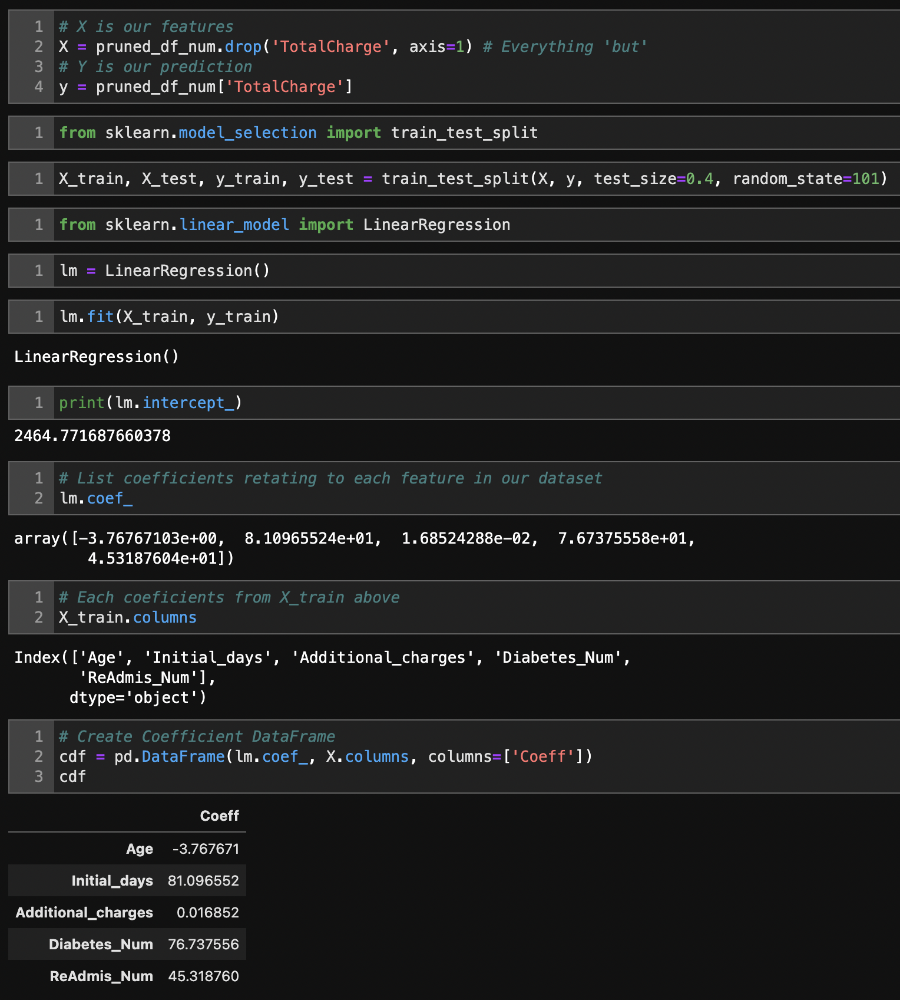 1 # X is our features
2 X = pruned_df_num.drop('TotalCharge', axis=1) # Everything 'but'
3 # Y is our prediction
4 y = pruned_df_num['TotalCharge']
1 from sklearn.model_selection import train_test_split
1 X_train, X_test, y_train, y_test = train_test_split(X, y, test_size=0.4, random_state=101)
1 from sklearn.linear_model import LinearRegression
1 lm = LinearRegression()
1 lm.fit(X_train, y_train)
LinearRegression()
1 print(lm.intercept_)
2464.771687660378
1 # List coefficients retating to each feature in our dataset
2 lm.coef_
array([-3.76767103e+00,  8.10965524e+01,  1.68524288e-02,  7.67375558e+01,
        4.53187604e+01])
1 # Each coeficients from X_train above
2 X_train.columns
Index(['Age', 'Initial_days', 'Additional_charges', 'Diabetes_Num',
       'ReAdmis_Num'],
      dtype='object')
1 # Create Coefficient DataFrame
2 cdf = pd.DataFrame(lm.coef_, X.columns, columns=['Coeff'])
3 cdf
Coeff
Age -3.767671
Initial_days 81.096552
Additional_charges 0.016852
Diabetes_Num 76.737556
ReAdmis_Num 45.318760